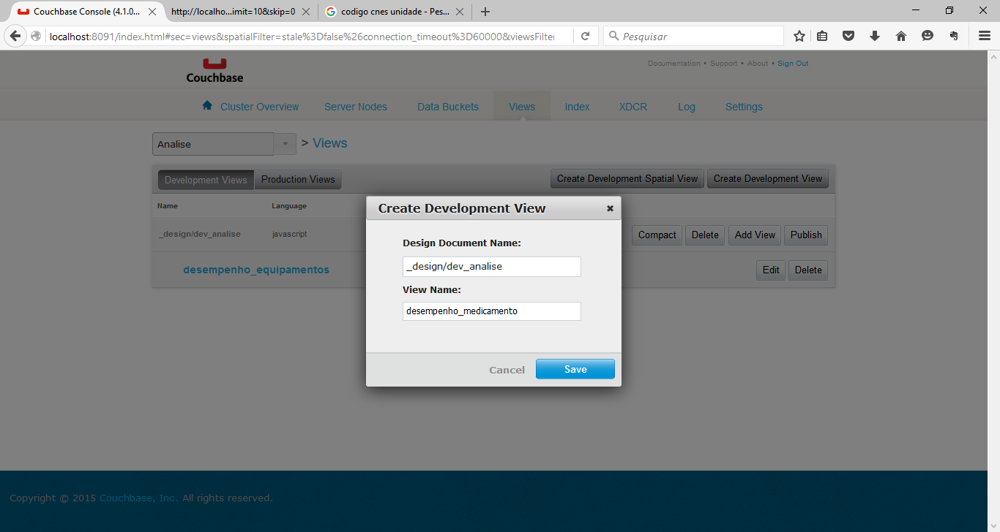 Couchbase Console (4.1.0...
http://localho...imit=10&skip=0
codigo cnes unidade - Pes...
localhost:8091/index.html#sec=views&spatialFilter=stale%3Dfalse%26connection_timeout%3D60000&viewsFilter
Pesquisar
Couchbase
Documentation • Support • About • Sign Out
Cluster Overview Server Nodes Data Buckets Views Index XDCR Log Settings
Analise > Views
Development Views Production Views Create Development Spatial View Create Development View
Name Language
_design/dev_analise javascript Compact Delete Add View Publish
desempenho_equipamentos Edit Delete
Create Development View
Design Document Name:
_design/dev_analise
View Name:
desempenho_medicamento
Cancel Save
Copyright © 2015 Couchbase, Inc. All rights reserved.